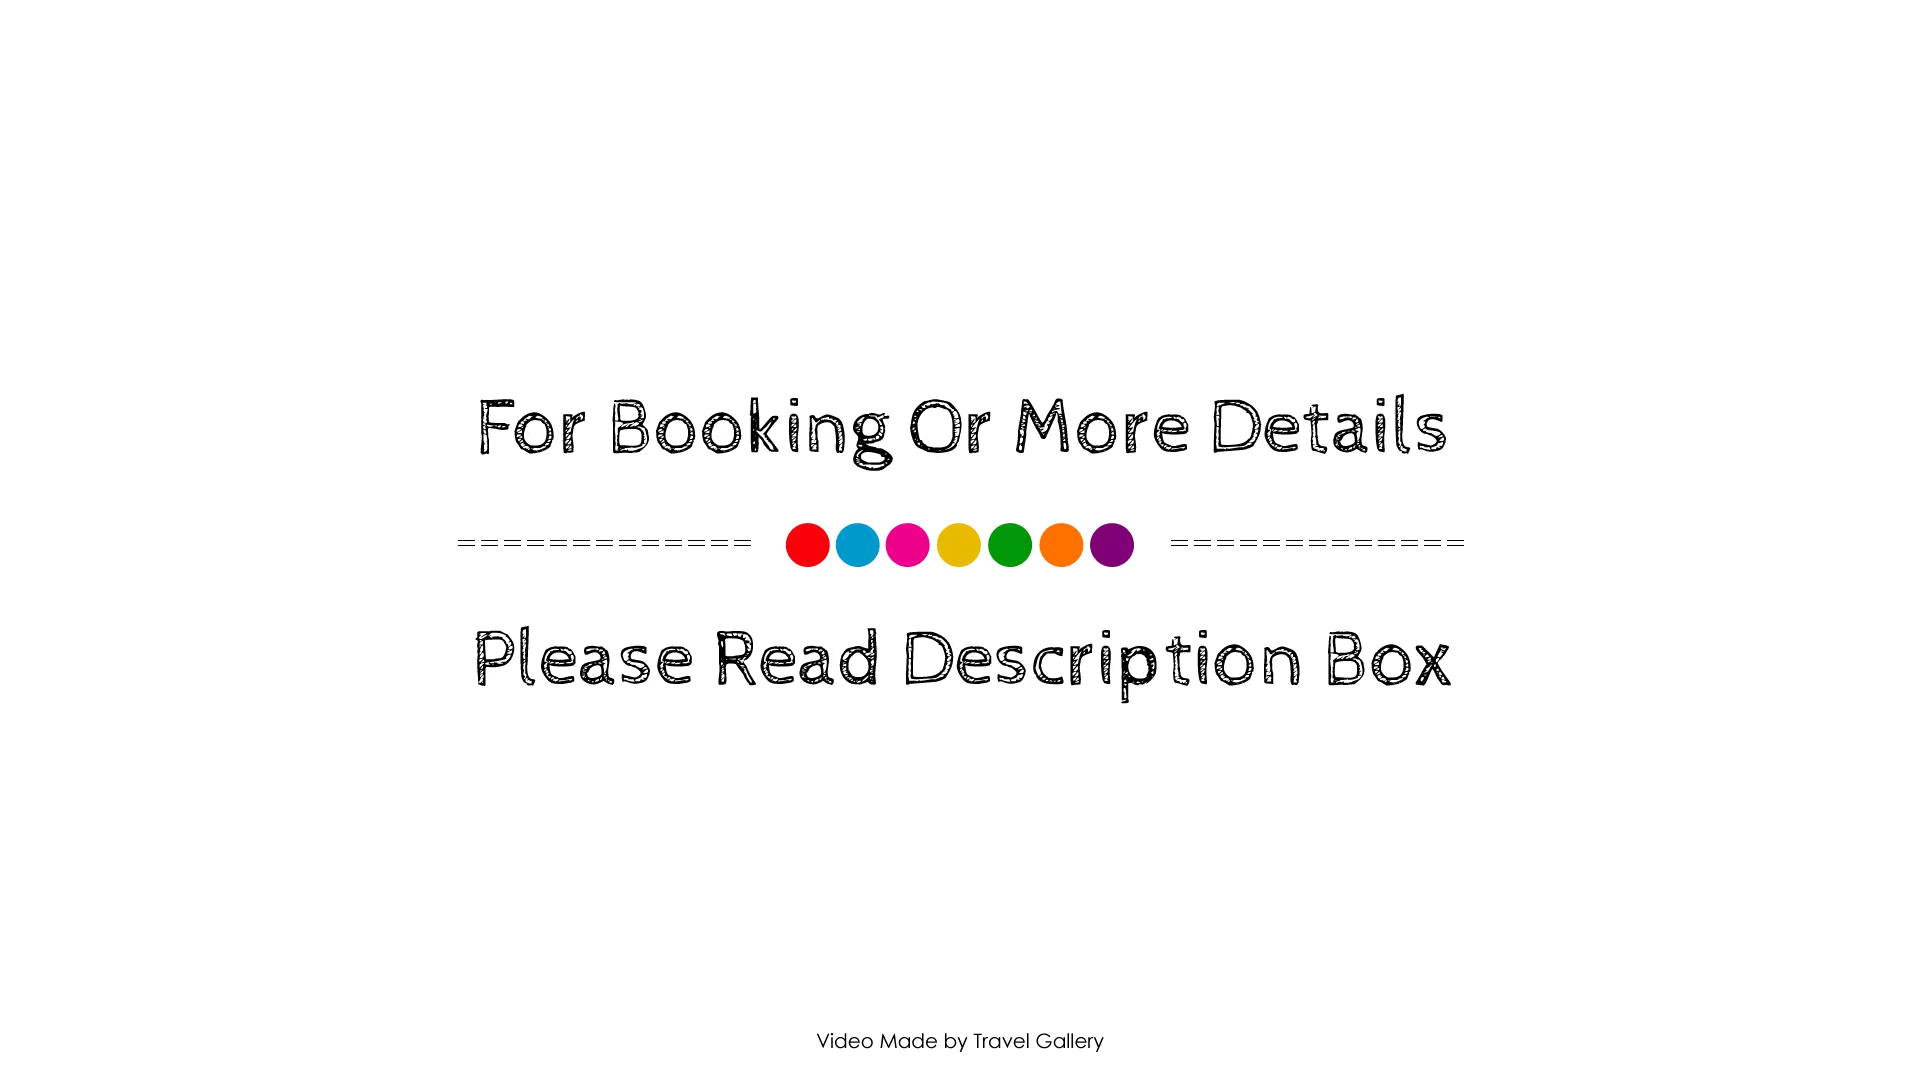 For Booking Or More Details
============= =============
Please Read Description Box
Video Made by Travel Gallery